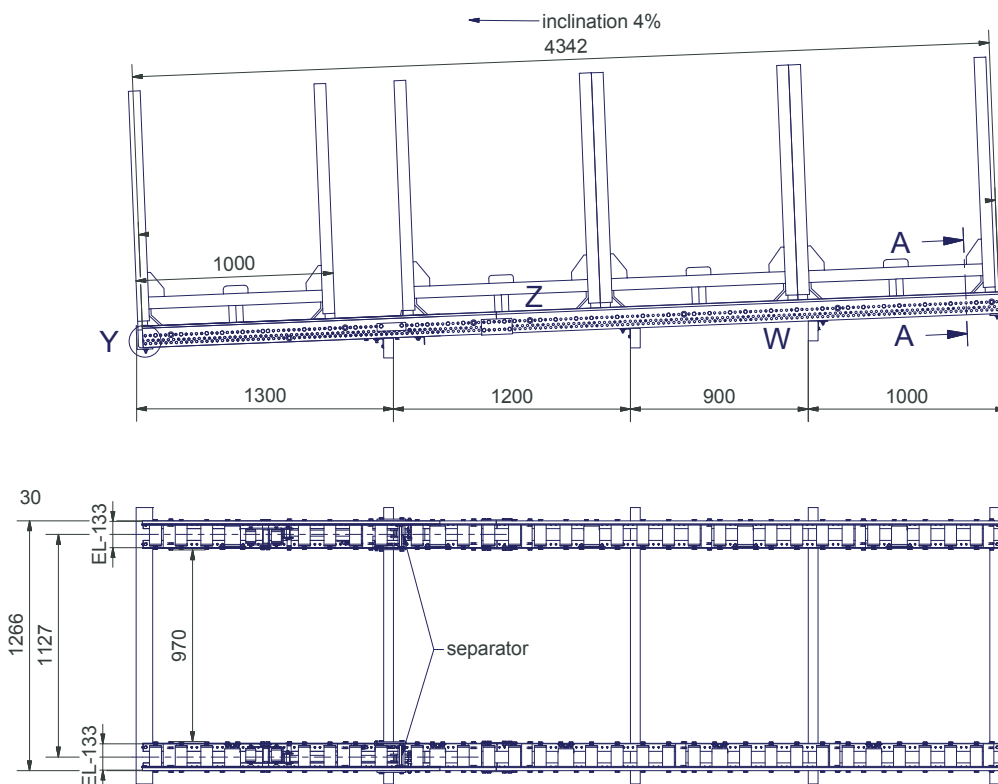 inclination 4%
4342
1000
A
Z
Y
W
A
1300
1200
900
1000
30
EL-133
1266
1127
970
separator
EL-133